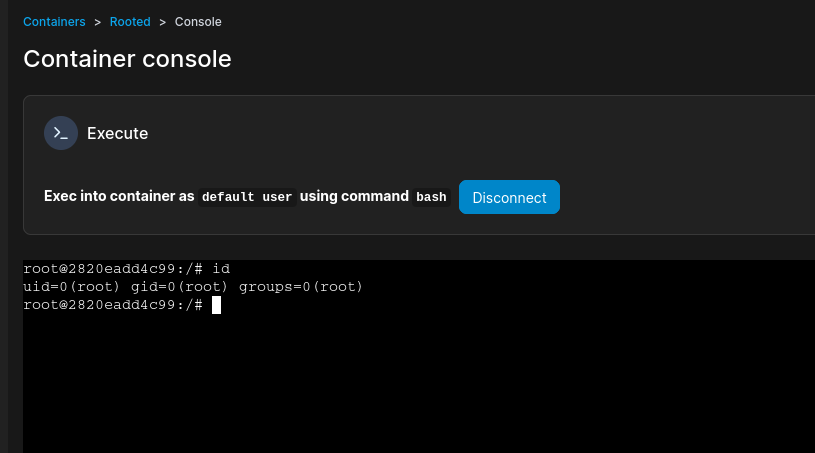 Containers > Rooted > Console
Container console
>_ Execute
Exec into container as default user using command bash Disconnect
root@2820eadd4c99:/# id
uid=0(root) gid=0(root) groups=0(root)
root@2820eadd4c99:/#